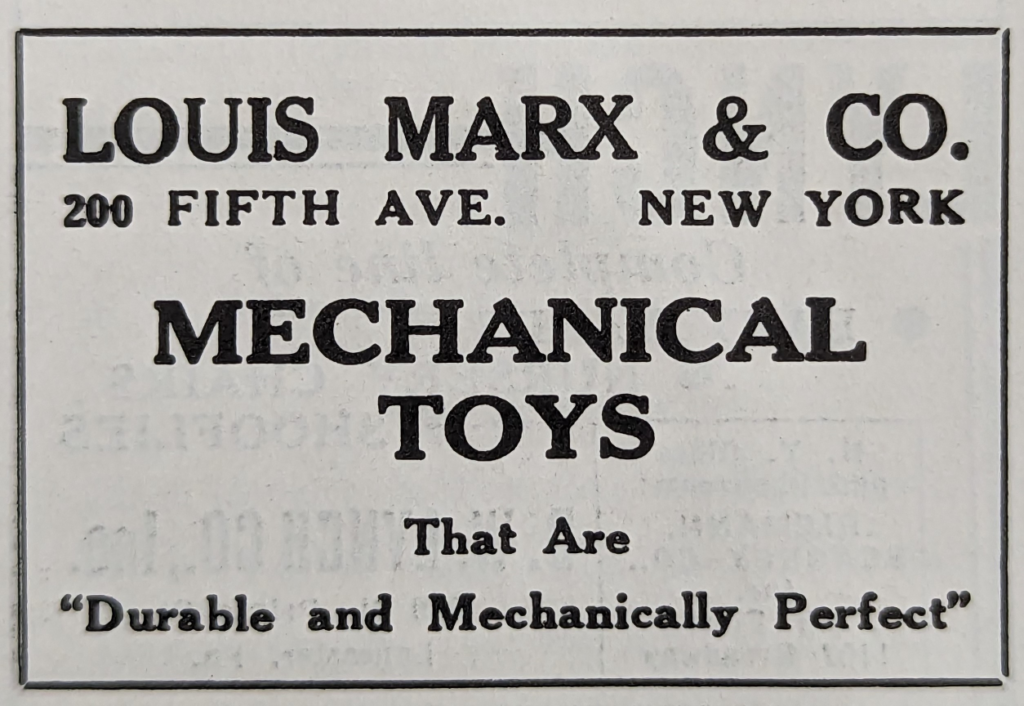 LOUIS MARX & CO.
200 FIFTH AVE. NEW YORK
MECHANICAL
TOYS
That Are
"Durable and Mechanically Perfect"